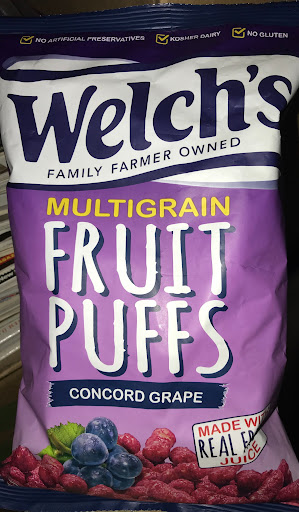 NO ARTIFICIAL PRESERVATIVES KOSHER DAIRY NO GLUTEN
Welch's
FAMILY FARMER OWNED
MULTIGRAIN
FRUIT
PUFFS
CONCORD GRAPE
MADE
REAL
JUICE